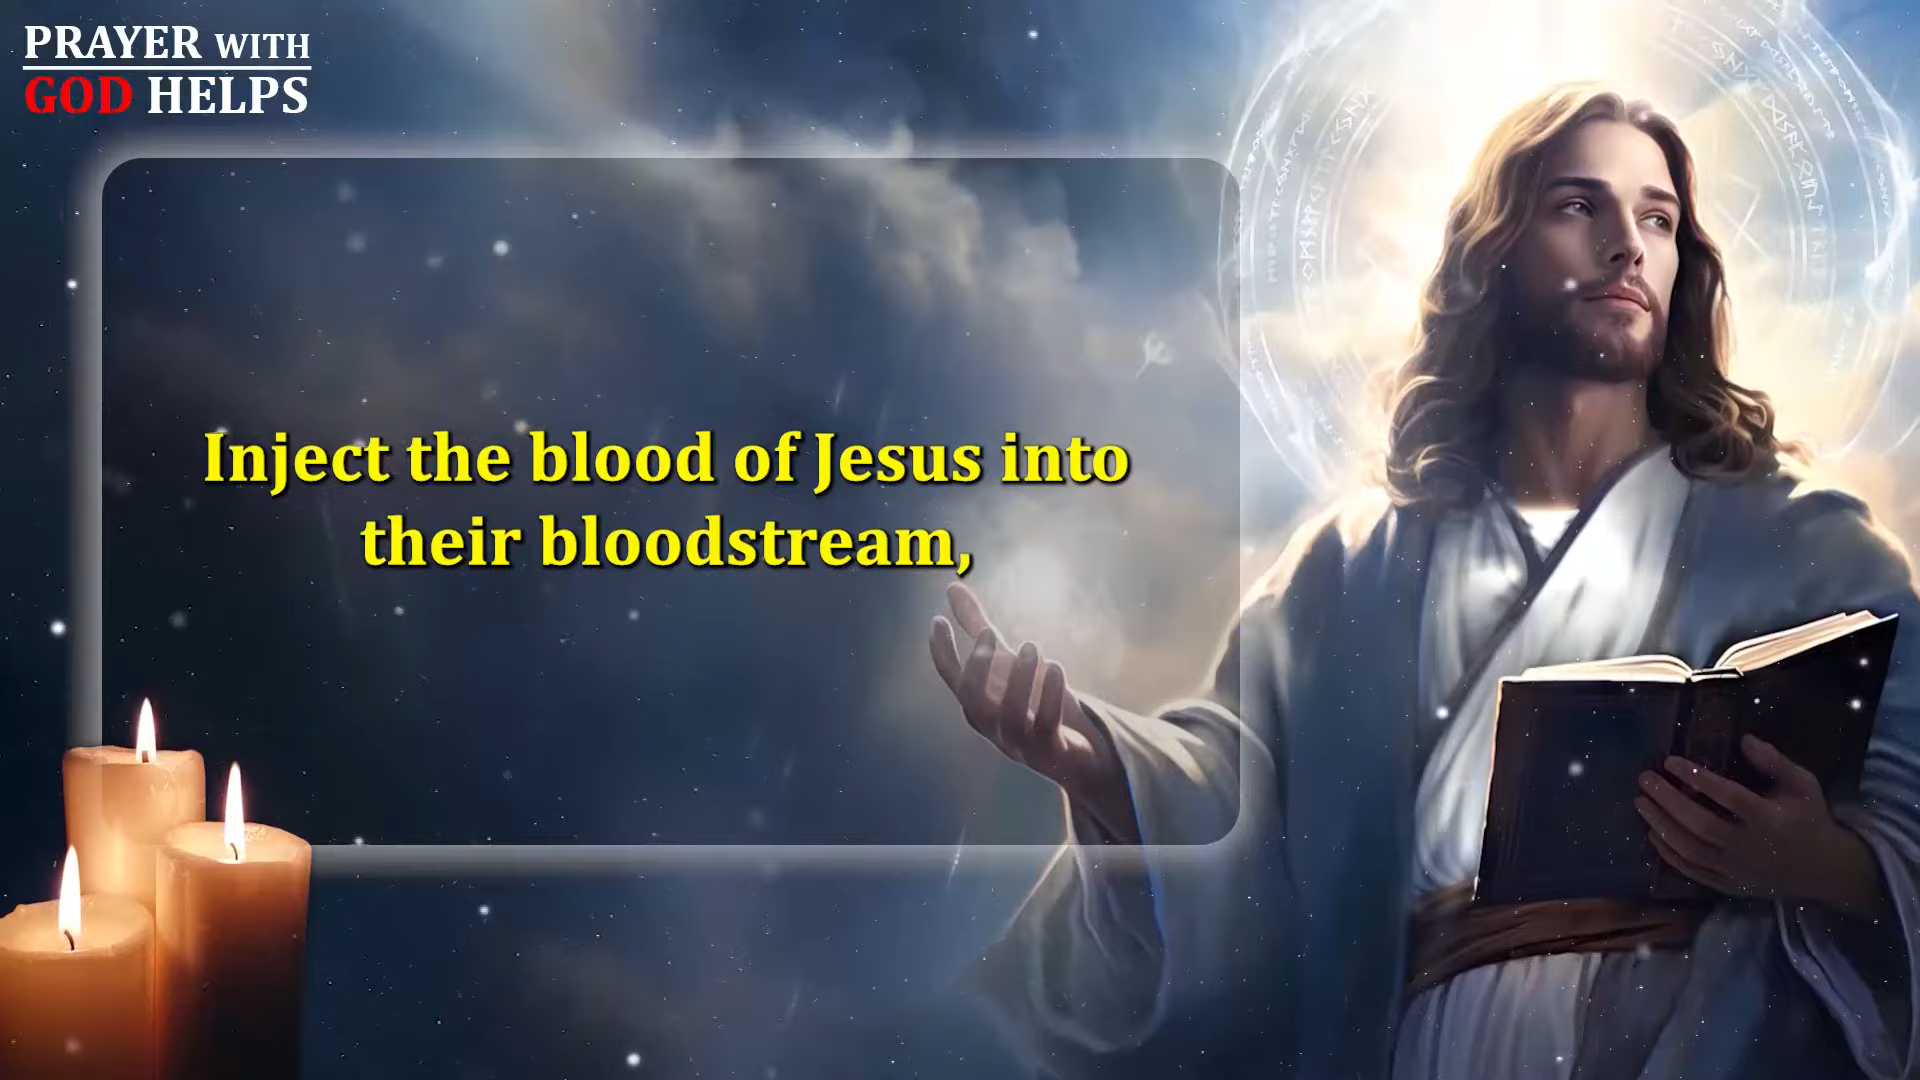 PRAYER WITH
GOD HELPS
Inject the blood of Jesus into
their bloodstream,